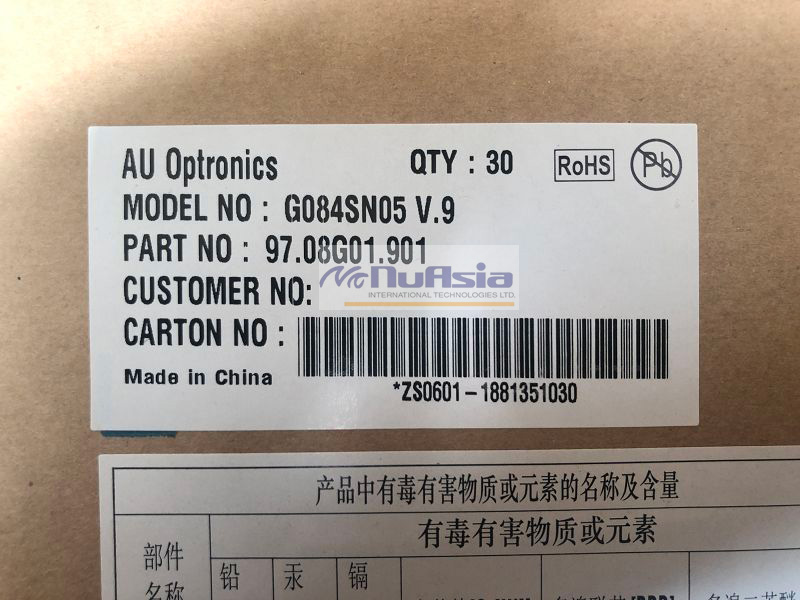 AU Optronics QTY : 30 RoHS Pb
MODEL NO : G084SN05 V.9
PART NO : 97.08G01.901
NuAsia
INTERNATIONAL TECHNOLOGIES LTD.
CUSTOMER NO:
CARTON NO :
Made in China
*ZS0601-1881351030
产品中有毒有害物质或元素的名称及含量
有毒有害物质或元素
部件
名称
铅 汞 镉